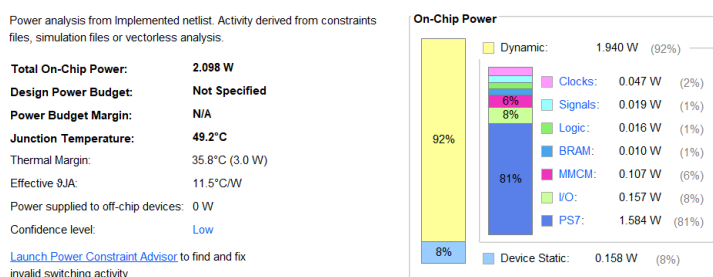 Power analysis from Implemented netlist. Activity derived from constraints
files, simulation files or vectorless analysis.
Total On-Chip Power: 2.098 W
Design Power Budget: Not Specified
Power Budget Margin: N/A
Junction Temperature: 49.2°C
Thermal Margin: 35.8°C (3.0 W)
Effective ϑJA: 11.5°C/W
Power supplied to off-chip devices: 0 W
Confidence level: Low
Launch Power Constraint Advisor to find and fix
invalid switching activity
On-Chip Power
Dynamic: 1.940 W (92%)
Clocks: 0.047 W (2%)
Signals: 0.019 W (1%)
Logic: 0.016 W (1%)
BRAM: 0.010 W (1%)
MMCM: 0.107 W (6%)
I/O: 0.157 W (8%)
PS7: 1.584 W (81%)
Device Static: 0.158 W (8%)
92%
8%
6%
8%
81%